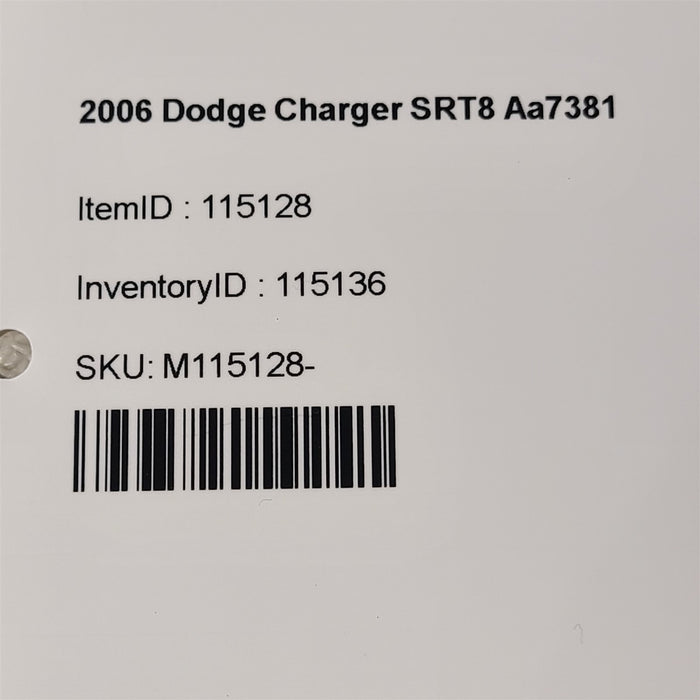 2006 Dodge Charger SRT8 Aa7381
ItemID : 115128
InventoryID : 115136
SKU: M115128-